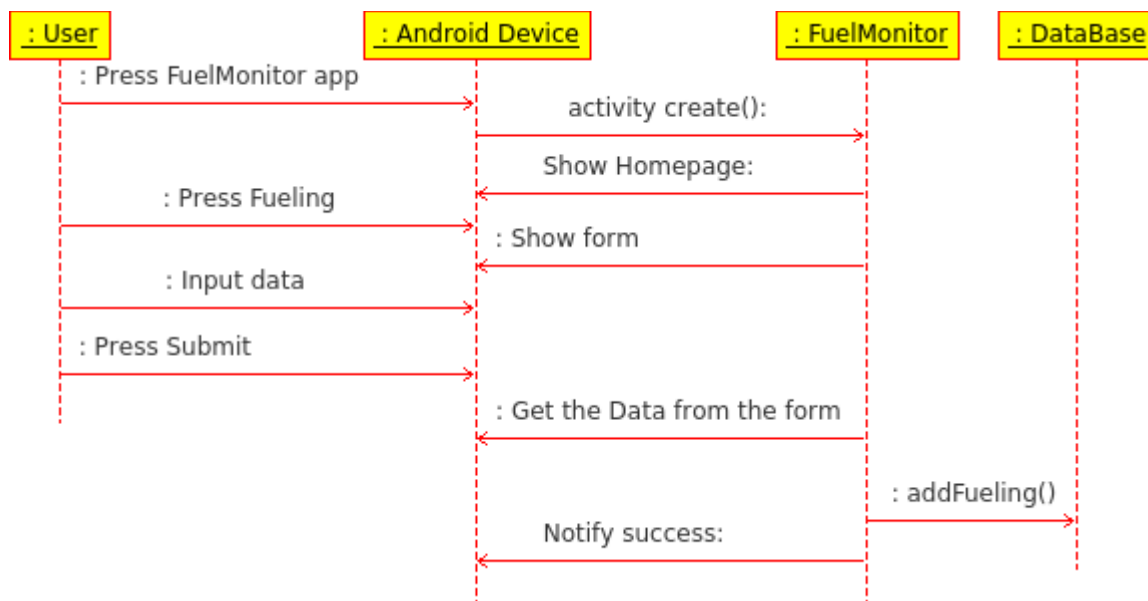 : User
: Android Device
: FuelMonitor
: DataBase
: Press FuelMonitor app
activity create():
Show Homepage:
: Press Fueling
: Show form
: Input data
: Press Submit
: Get the Data from the form
: addFueling()
Notify success: